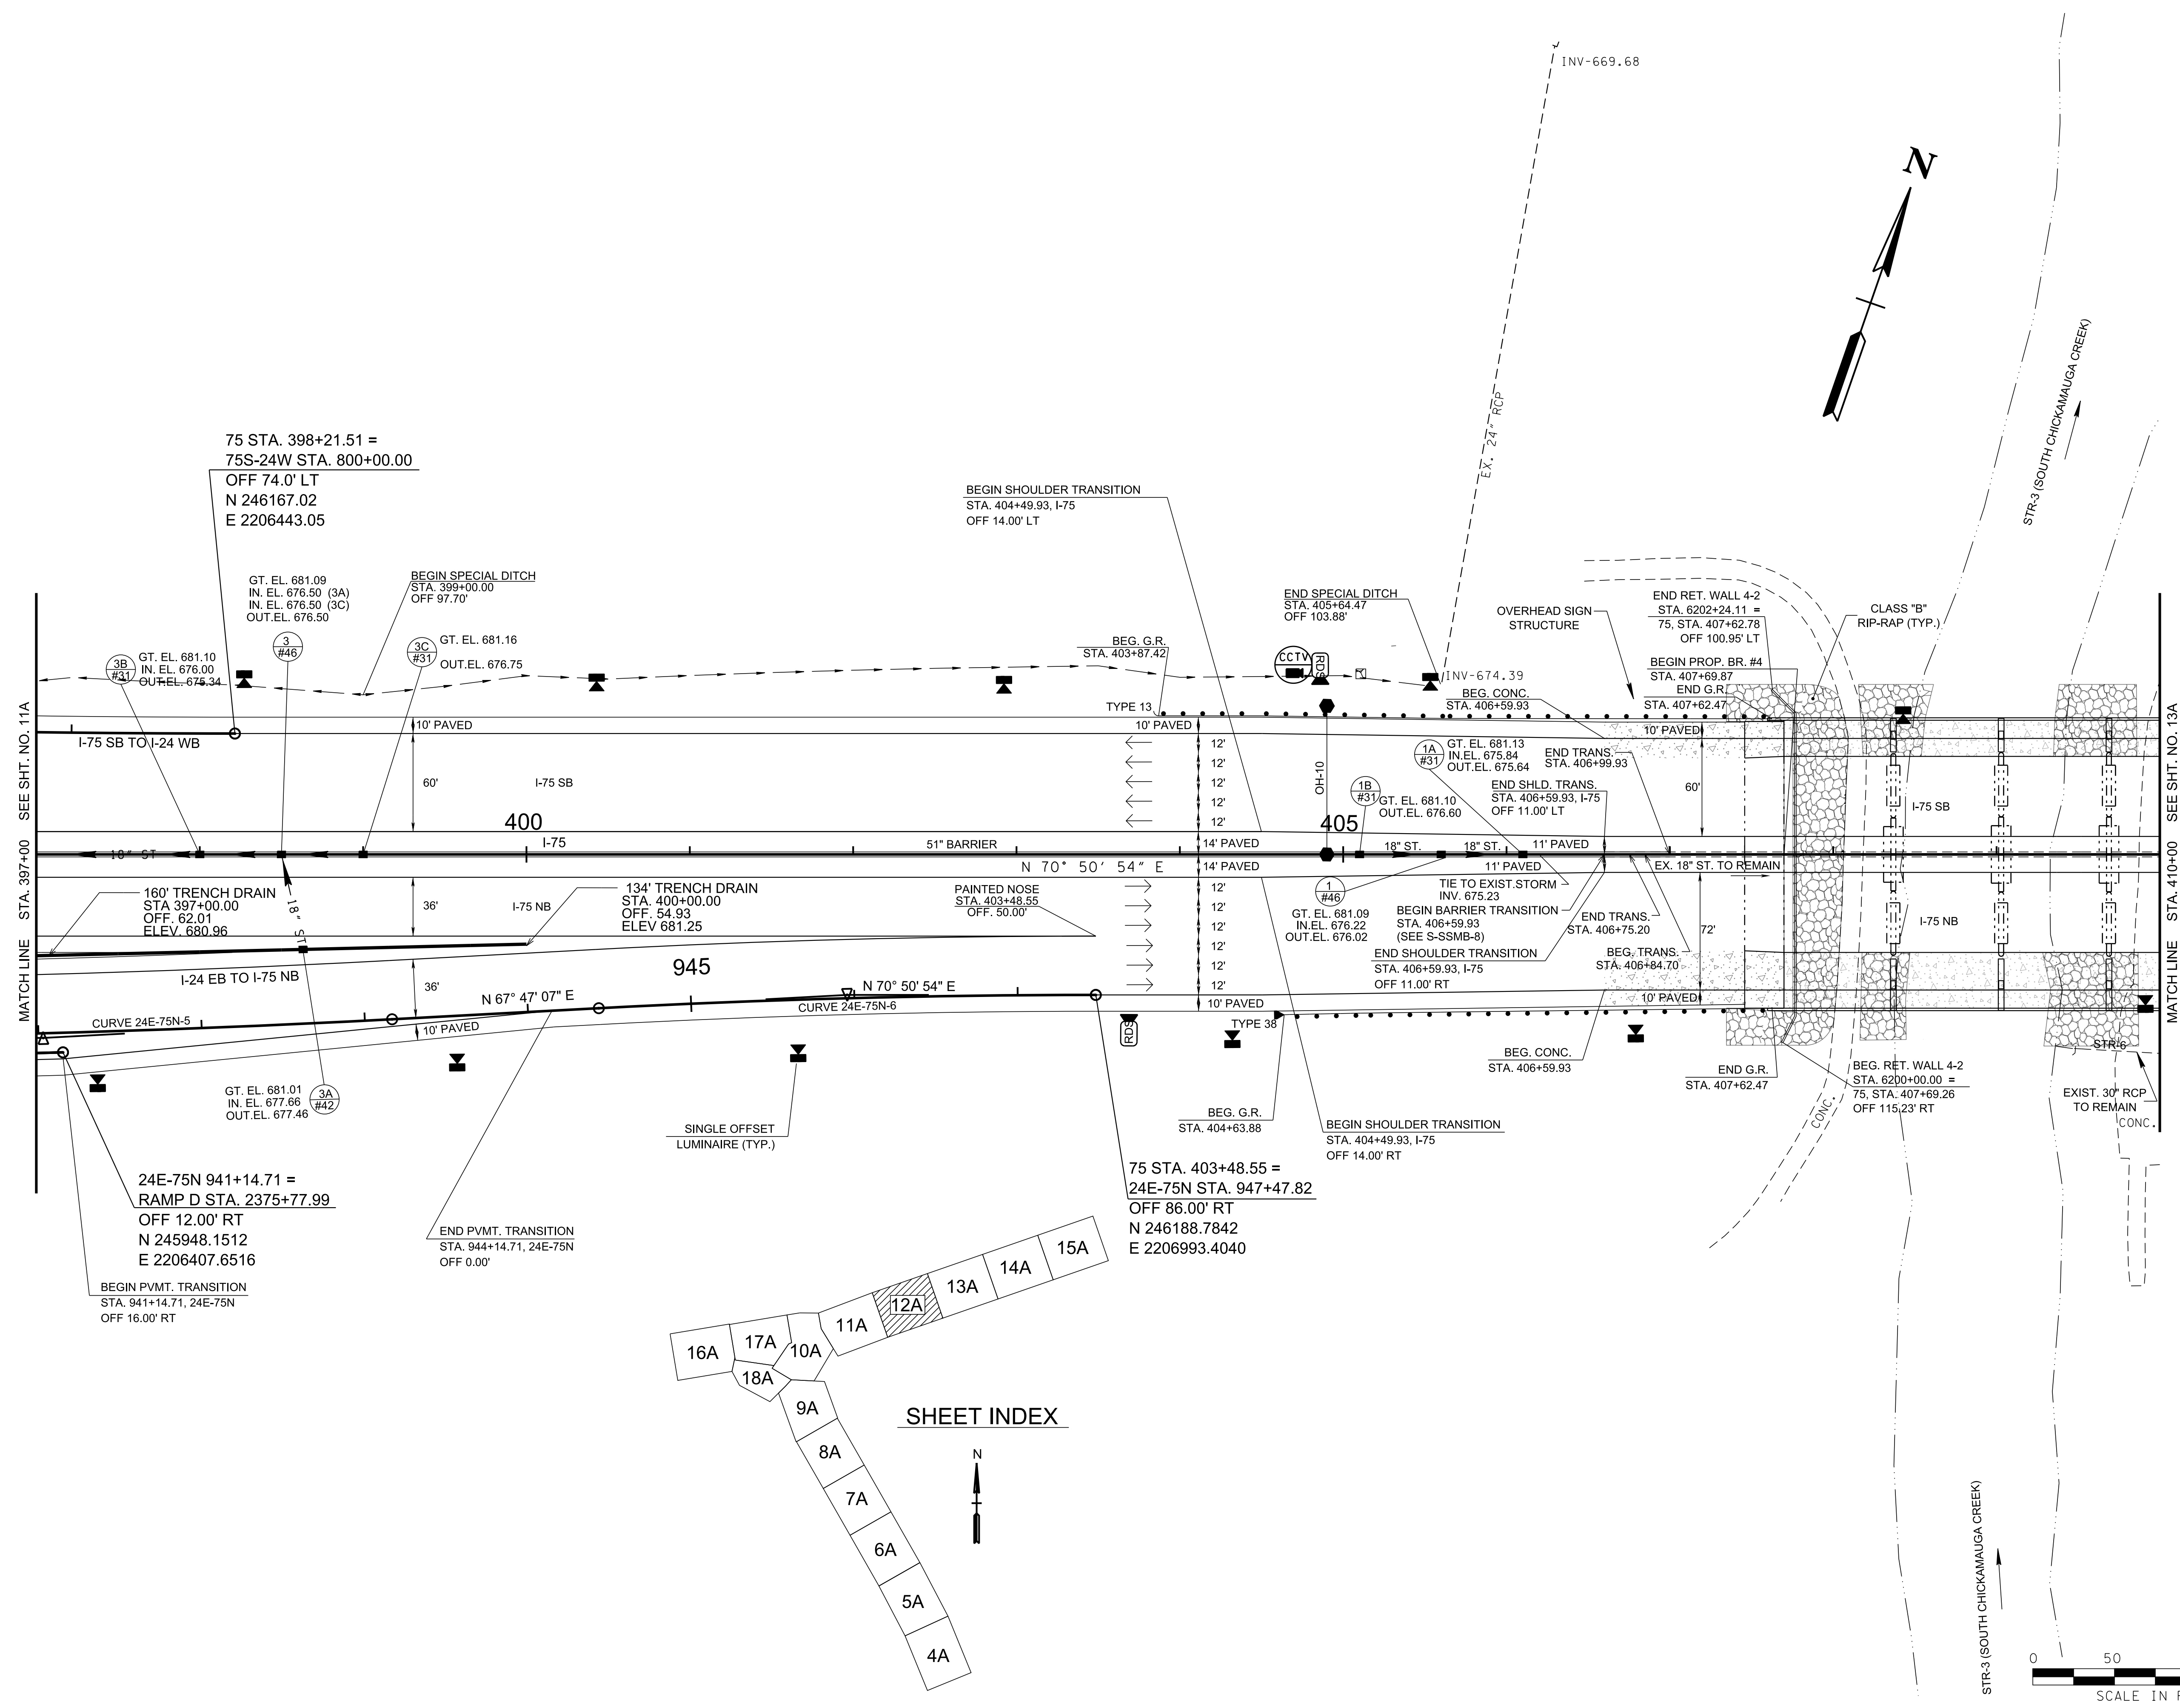 INV-669.68
N
EX. 24" RCP
STR-3 (SOUTH CHICKAMAUGA CREEK)
75 STA. 398+21.51 =
75S-24W STA. 800+00.00
OFF 74.0' LT
N 246167.02
E 2206443.05
BEGIN SHOULDER TRANSITION
STA. 404+49.93, I-75
OFF 14.00' LT
GT. EL. 681.09
IN. EL. 676.50 (3A)
IN. EL. 676.50 (3C)
OUT.EL. 676.50
3
#46
BEGIN SPECIAL DITCH
STA. 399+00.00
OFF 97.70'
3B
#31
GT. EL. 681.10
IN. EL. 676.00
OUT.EL. 675.34
3C
#31
GT. EL. 681.16
OUT.EL. 676.75
BEG. G.R.
STA. 403+87.42
END SPECIAL DITCH
STA. 405+64.47
OFF 103.88'
CCTV
RDS
INV-674.39
OVERHEAD SIGN
STRUCTURE
END RET. WALL 4-2
STA. 6202+24.11 =
75, STA. 407+62.78
OFF 100.95' LT
CLASS "B"
RIP-RAP (TYP.)
BEGIN PROP. BR. #4
STA. 407+69.87
END G.R.
STA. 407+62.47
BEG. CONC.
STA. 406+59.93
TYPE 13
10' PAVED
10' PAVED
10' PAVED
MATCH LINE STA. 397+00 SEE SHT. NO. 11A
MATCH LINE STA. 410+00 SEE SHT. NO. 13A
I-75 SB TO I-24 WB
60'
I-75 SB
12'
12'
12'
12'
12'
OH-10
1A
#31
GT. EL. 681.13
IN.EL. 675.84
OUT.EL. 675.64
END TRANS.
STA. 406+99.93
1B
#31
GT. EL. 681.10
OUT.EL. 676.60
END SHLD. TRANS.
STA. 406+59.93, I-75
OFF 11.00' LT
60'
I-75 SB
400
405
I-75
51" BARRIER
14' PAVED
18" ST.
18" ST.
11' PAVED
18" ST
N 70° 50' 54" E
14' PAVED
11' PAVED
EX. 18" ST. TO REMAIN
160' TRENCH DRAIN
STA 397+00.00
OFF. 62.01
ELEV. 680.96
18" ST
36'
I-75 NB
134' TRENCH DRAIN
STA. 400+00.00
OFF. 54.93
ELEV 681.25
PAINTED NOSE
STA. 403+48.55
OFF. 50.00'
12'
12'
12'
12'
12'
12'
1
#46
GT. EL. 681.09
IN.EL. 676.22
OUT.EL. 676.02
TIE TO EXIST.STORM
INV. 675.23
BEGIN BARRIER TRANSITION
STA. 406+59.93
(SEE S-SSMB-8)
END SHOULDER TRANSITION
STA. 406+59.93, I-75
OFF 11.00' RT
END TRANS.
STA. 406+75.20
BEG. TRANS.
STA. 406+84.70
72'
I-75 NB
I-24 EB TO I-75 NB
945
36'
N 67° 47' 07" E
N 70° 50' 54" E
CURVE 24E-75N-5
CURVE 24E-75N-6
10' PAVED
10' PAVED
10' PAVED
TYPE 38
RDS
STR-6
GT. EL. 681.01
IN. EL. 677.66
OUT.EL. 677.46
3A
#42
SINGLE OFFSET
LUMINAIRE (TYP.)
BEG. G.R.
STA. 404+63.88
BEGIN SHOULDER TRANSITION
STA. 404+49.93, I-75
OFF 14.00' RT
BEG. CONC.
STA. 406+59.93
END G.R.
STA. 407+62.47
BEG. RET. WALL 4-2
STA. 6200+00.00 =
75, STA. 407+69.26
OFF 115.23' RT
CONC.
EXIST. 30" RCP
TO REMAIN
CONC.
24E-75N 941+14.71 =
RAMP D STA. 2375+77.99
OFF 12.00' RT
N 245948.1512
E 2206407.6516
END PVMT. TRANSITION
STA. 944+14.71, 24E-75N
OFF 0.00'
BEGIN PVMT. TRANSITION
STA. 941+14.71, 24E-75N
OFF 16.00' RT
75 STA. 403+48.55 =
24E-75N STA. 947+47.82
OFF 86.00' RT
N 246188.7842
E 2206993.4040
15A
14A
13A
12A
11A
10A
17A
16A
18A
9A
8A
7A
6A
5A
4A
SHEET INDEX
N
STR-3 (SOUTH CHICKAMAUGA CREEK)
0 50
SCALE IN